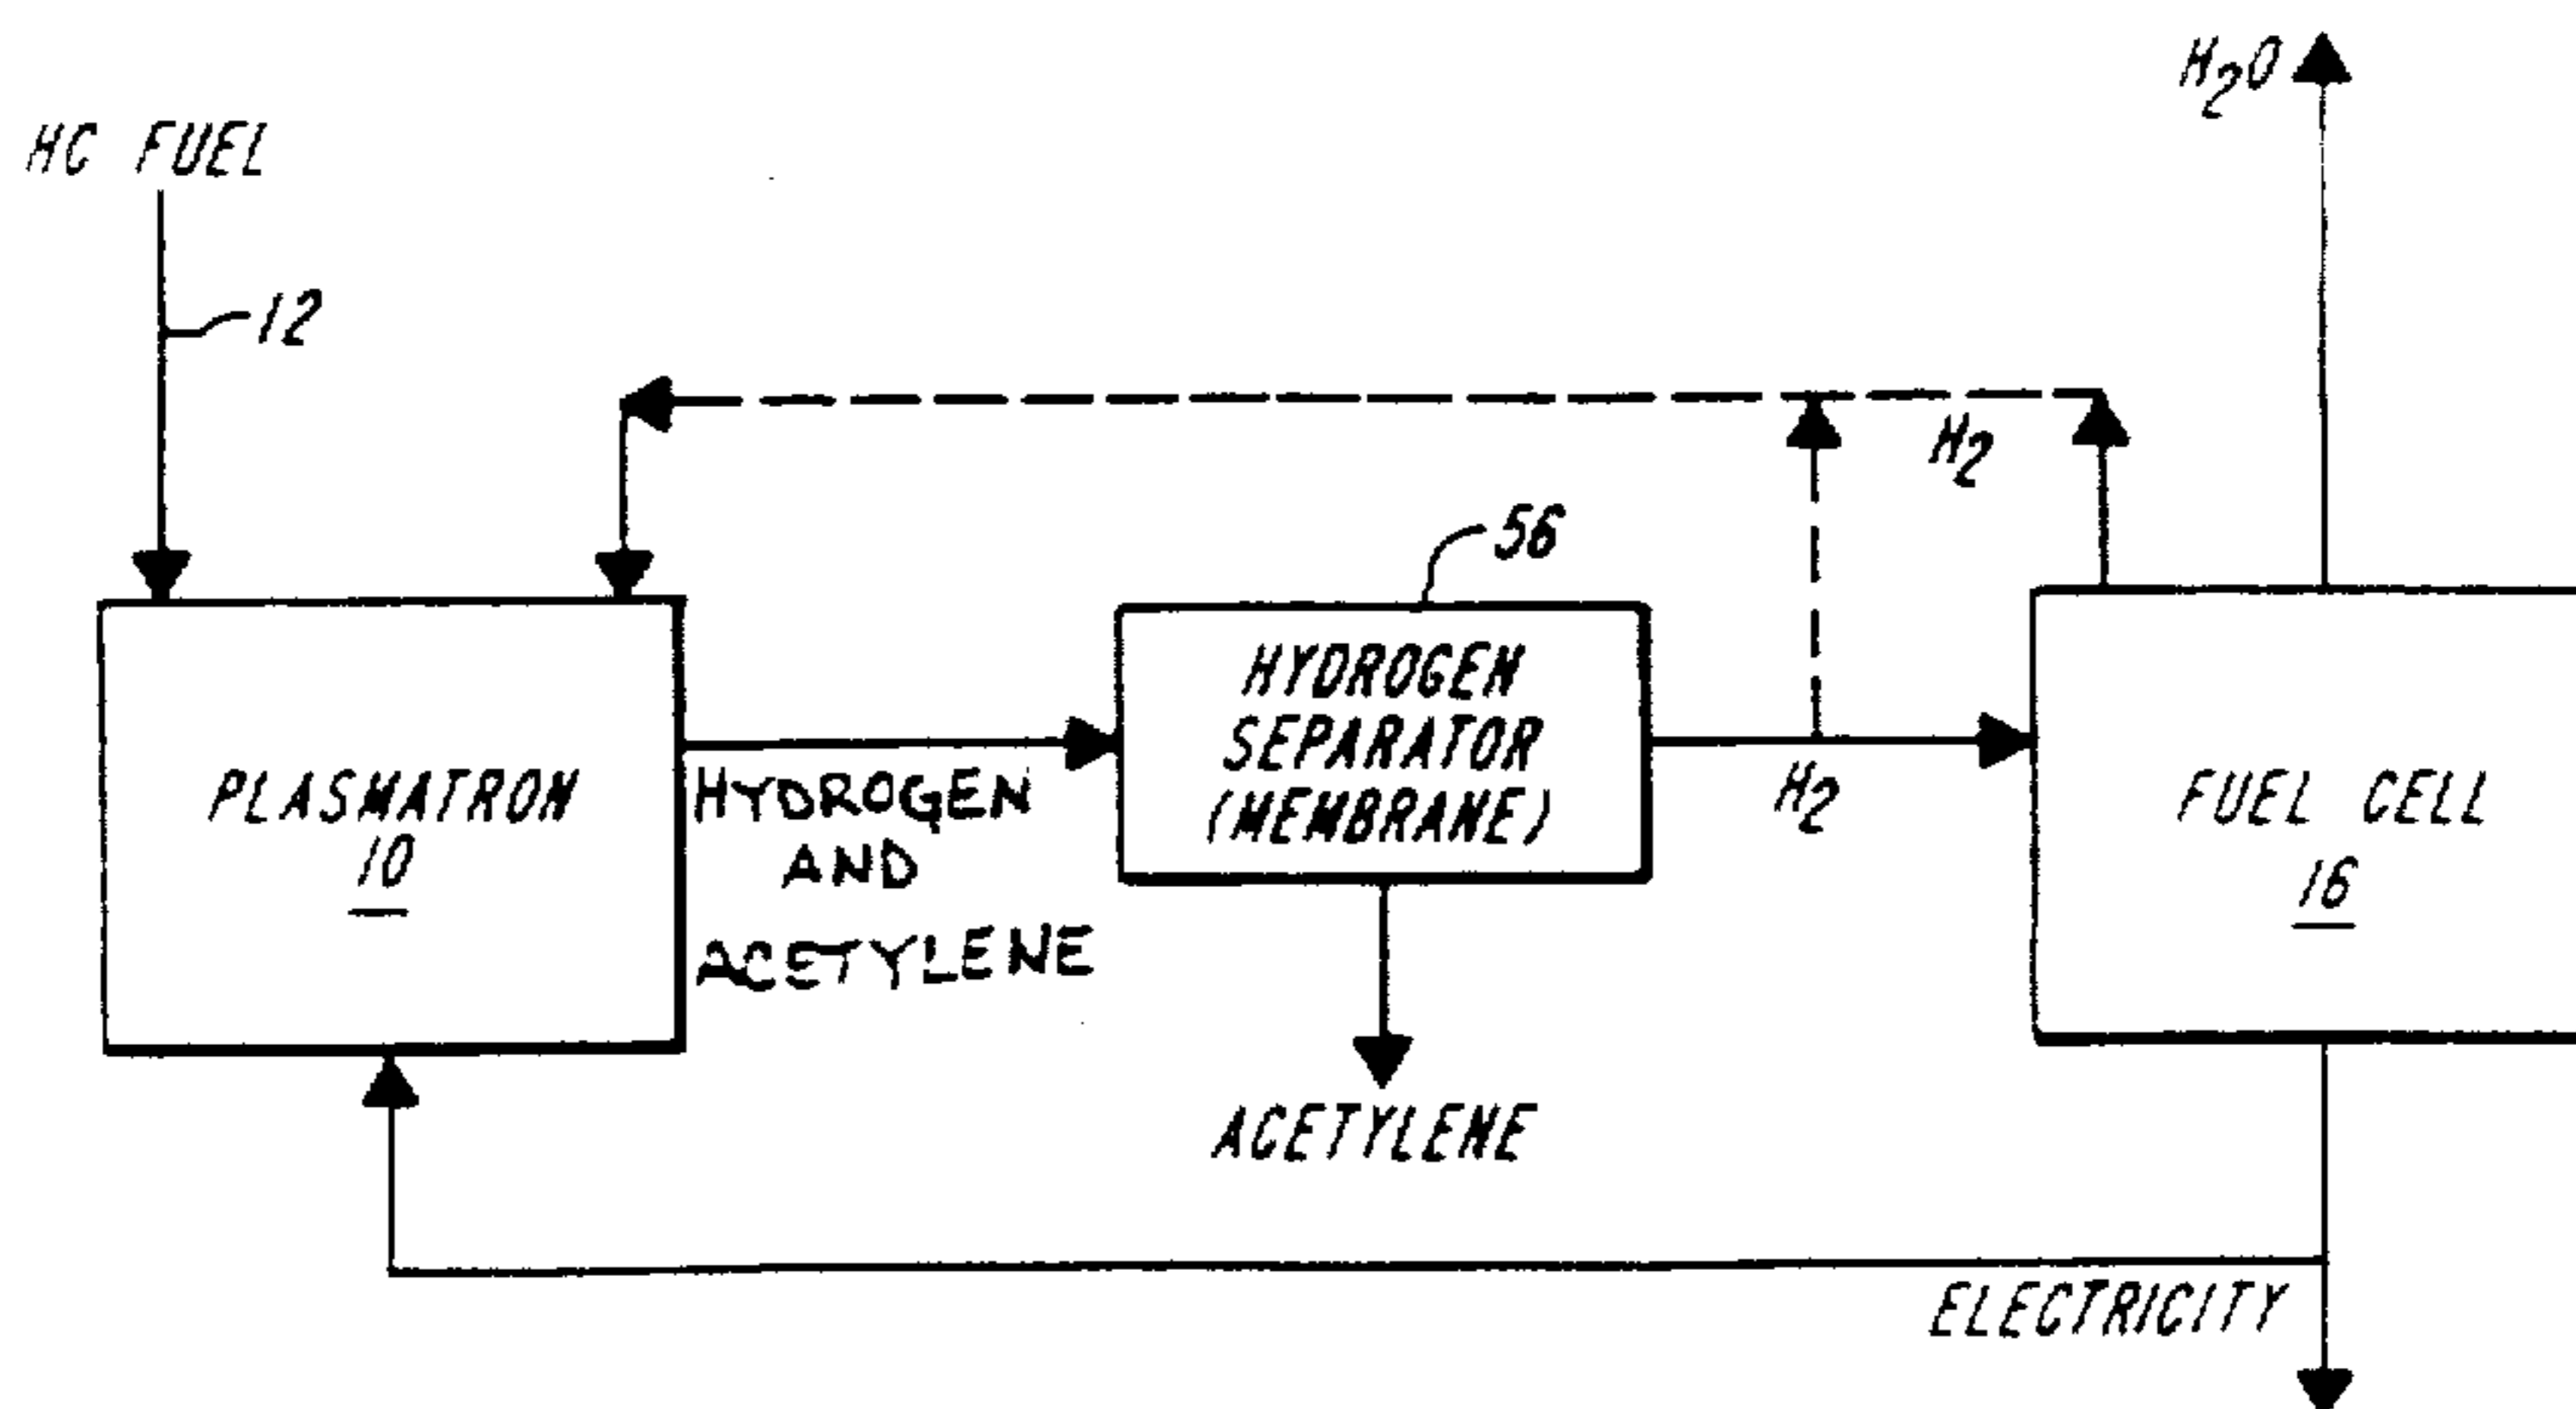 H2O
HC FUEL
12
H2
56
HYDROGEN
SEPARATOR
(MEMBRANE)
PLASMATRON
10
HYDROGEN
AND
ACETYLENE
H2
FUEL CELL
16
ACETYLENE
ELECTRICITY